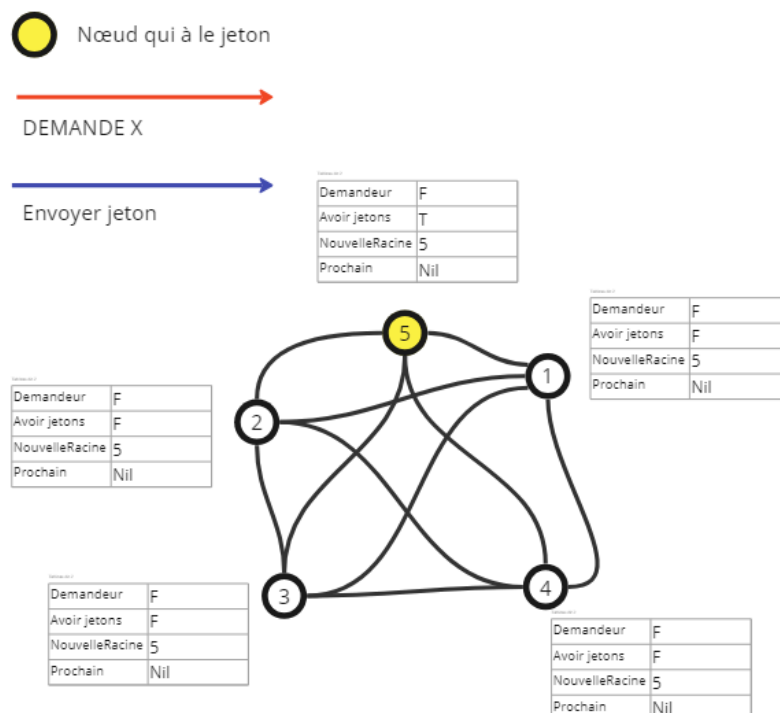 Nœud qui à le jeton
DEMANDE X
Envoyer jeton
Demandeur F
Avoir jetons T
NouvelleRacine 5
Prochain Nil
Demandeur F
Avoir jetons F
NouvelleRacine 5
Prochain Nil
5
1
2
Demandeur F
Avoir jetons F
NouvelleRacine 5
Prochain Nil
3
4
Demandeur F
Avoir jetons F
NouvelleRacine 5
Prochain Nil
Demandeur F
Avoir jetons F
NouvelleRacine 5
Prochain Nil